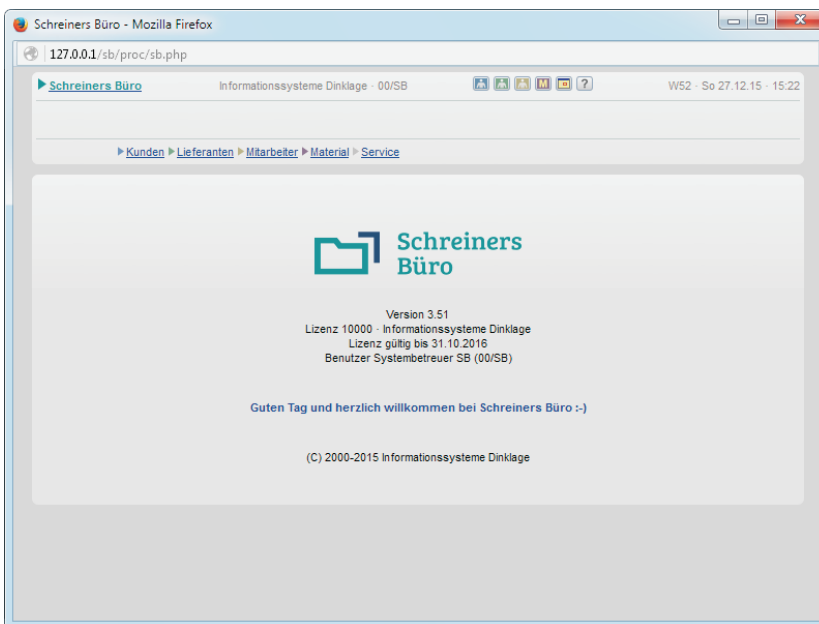 Schreiners Büro - Mozilla Firefox
127.0.0.1/sb/proc/sb.php
Schreiners Büro Informationssysteme Dinklage · 00/SB M ? W52 · So 27.12.15 · 15:22
Kunden Lieferanten Mitarbeiter Material Service
Schreiners
Büro
Version 3.51
Lizenz 10000 · Informationssysteme Dinklage
Lizenz gültig bis 31.10.2016
Benutzer Systembetreuer SB (00/SB)
Guten Tag und herzlich willkommen bei Schreiners Büro :-)
(C) 2000-2015 Informationssysteme Dinklage